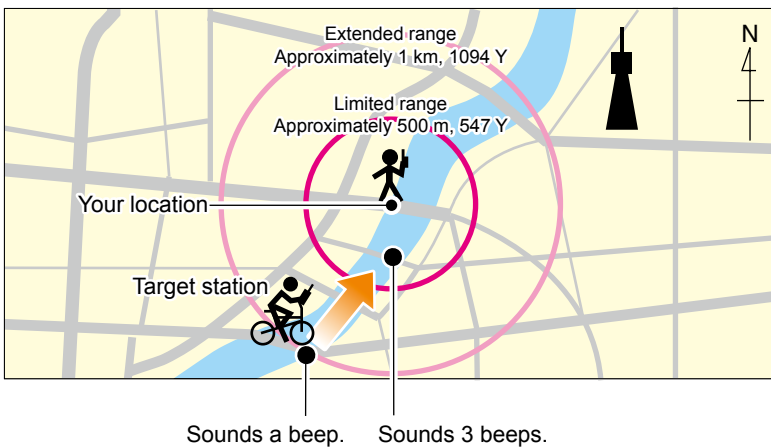 Extended range
Approximately 1 km, 1094 Y
N
Limited range
Approximately 500 m, 547 Y
Your location
Target station
Sounds a beep.
Sounds 3 beeps.